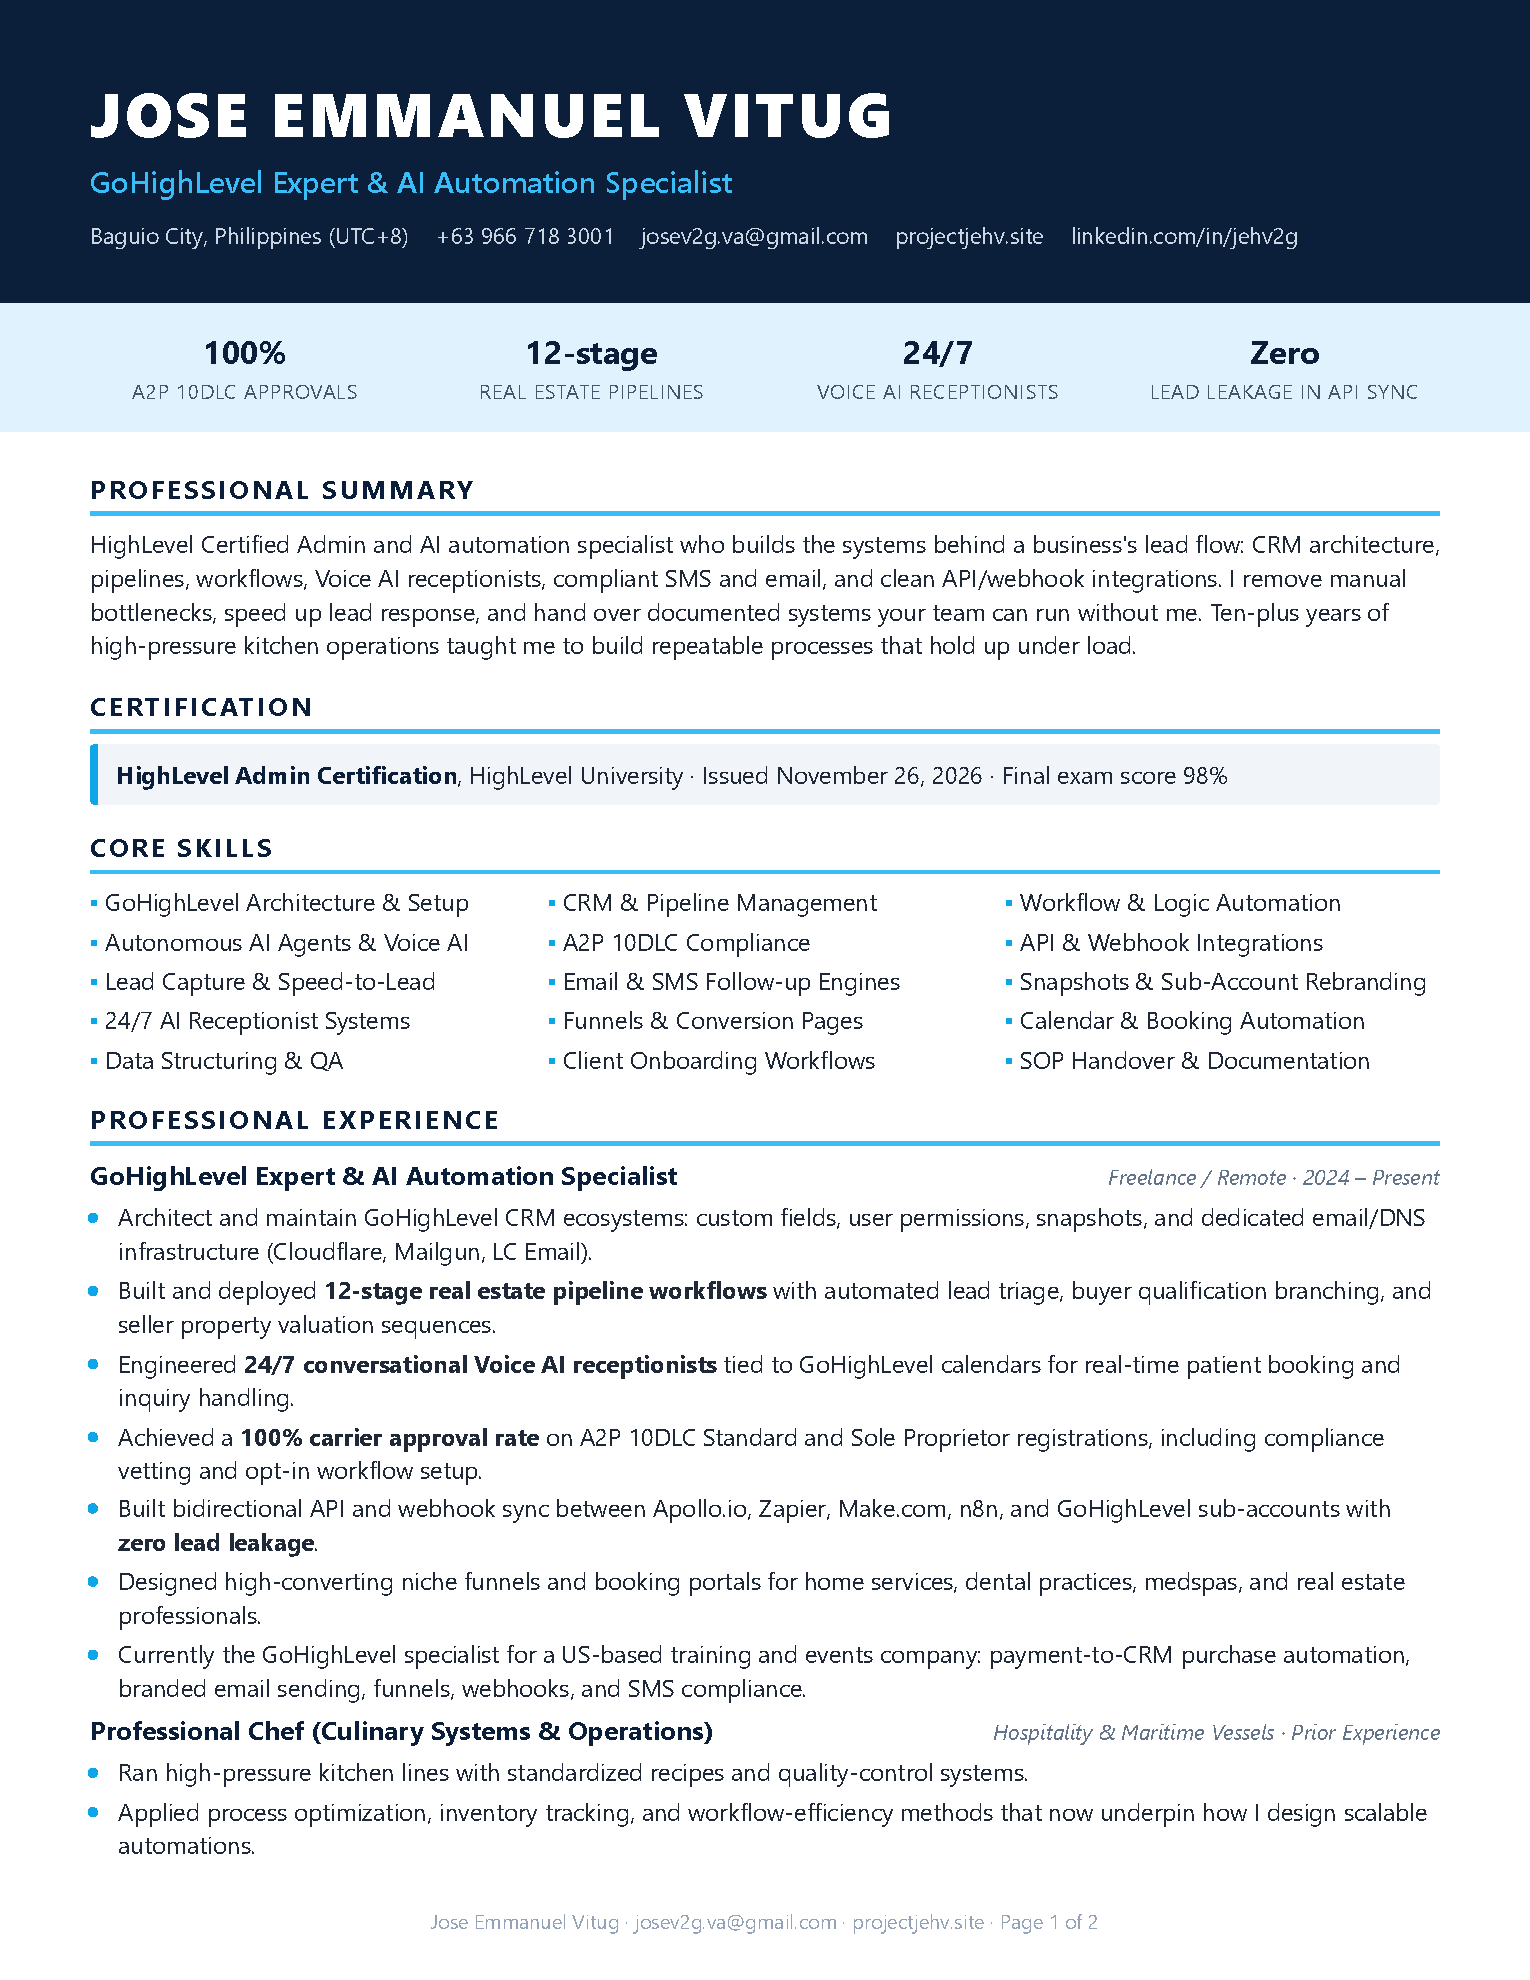 JOSE EMMANUEL VITUG
GoHighLevel Expert & AI Automation Specialist
Baguio City, Philippines (UTC+8) +63 966 718 3001 josev2g.va@gmail.com projectjehv.site linkedin.com/in/jehv2g
100% 12-stage 24/7 Zero
A2P 10DLC APPROVALS REAL ESTATE PIPELINES VOICE AI RECEPTIONISTS LEAD LEAKAGE IN API SYNC
PROFESSIONAL SUMMARY
HighLevel Certified Admin and AI automation specialist who builds the systems behind a business's lead flow: CRM architecture,
pipelines, workflows, Voice AI receptionists, compliant SMS and email, and clean API/webhook integrations. I remove manual
bottlenecks, speed up lead response, and hand over documented systems your team can run without me. Ten-plus years of
high-pressure kitchen operations taught me to build repeatable processes that hold up under load.
CERTIFICATION
HighLevel Admin Certification, HighLevel University · Issued November 26, 2026 · Final exam score 98%
CORE SKILLS
▪ GoHighLevel Architecture & Setup ▪ CRM & Pipeline Management ▪ Workflow & Logic Automation
▪ Autonomous AI Agents & Voice AI ▪ A2P 10DLC Compliance ▪ API & Webhook Integrations
▪ Lead Capture & Speed-to-Lead ▪ Email & SMS Follow-up Engines ▪ Snapshots & Sub-Account Rebranding
▪ 24/7 AI Receptionist Systems ▪ Funnels & Conversion Pages ▪ Calendar & Booking Automation
▪ Data Structuring & QA ▪ Client Onboarding Workflows ▪ SOP Handover & Documentation
PROFESSIONAL EXPERIENCE
GoHighLevel Expert & AI Automation Specialist Freelance / Remote · 2024 – Present
• Architect and maintain GoHighLevel CRM ecosystems: custom fields, user permissions, snapshots, and dedicated email/DNS
infrastructure (Cloudflare, Mailgun, LC Email).
• Built and deployed 12-stage real estate pipeline workflows with automated lead triage, buyer qualification branching, and
seller property valuation sequences.
• Engineered 24/7 conversational Voice AI receptionists tied to GoHighLevel calendars for real-time patient booking and
inquiry handling.
• Achieved a 100% carrier approval rate on A2P 10DLC Standard and Sole Proprietor registrations, including compliance
vetting and opt-in workflow setup.
• Built bidirectional API and webhook sync between Apollo.io, Zapier, Make.com, n8n, and GoHighLevel sub-accounts with
zero lead leakage.
• Designed high-converting niche funnels and booking portals for home services, dental practices, medspas, and real estate
professionals.
• Currently the GoHighLevel specialist for a US-based training and events company: payment-to-CRM purchase automation,
branded email sending, funnels, webhooks, and SMS compliance.
Professional Chef (Culinary Systems & Operations) Hospitality & Maritime Vessels · Prior Experience
• Ran high-pressure kitchen lines with standardized recipes and quality-control systems.
• Applied process optimization, inventory tracking, and workflow-efficiency methods that now underpin how I design scalable
automations.
Jose Emmanuel Vitug · josev2g.va@gmail.com · projectjehv.site · Page 1 of 2